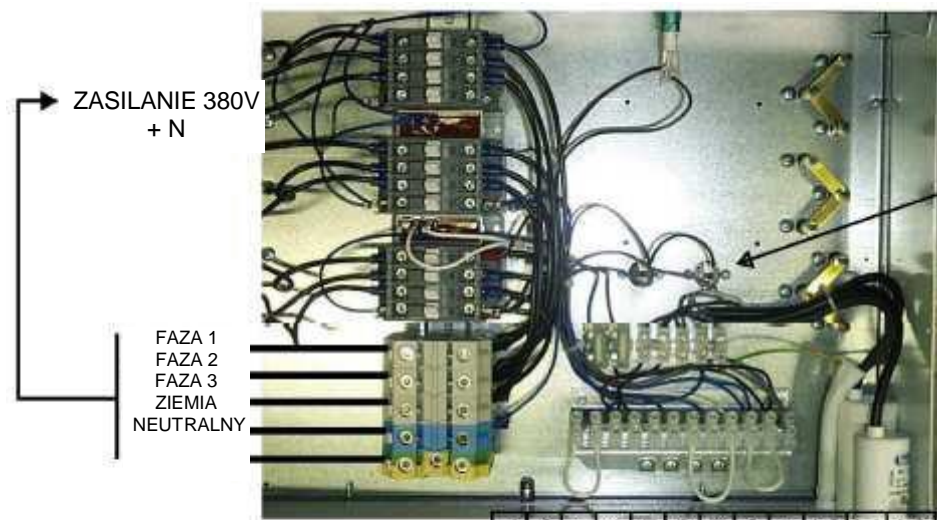 ZASILANIE 380V
+ N
FAZA 1
FAZA 2
FAZA 3
ZIEMIA
NEUTRALNY